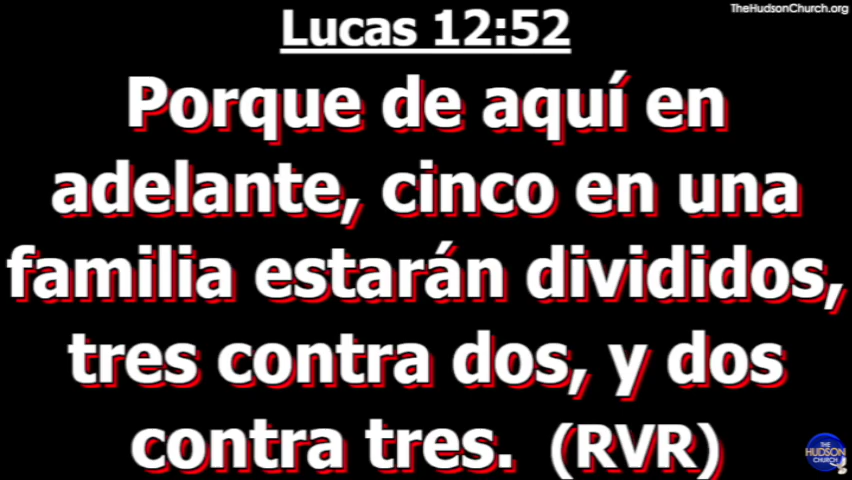 TheHudsonChurch.org
Lucas 12:52
Porque de aquí en
adelante, cinco en una
familia estarán divididos,
tres contra dos, y dos
contra tres. (RVR)
THE
HUDSON
CHURCH